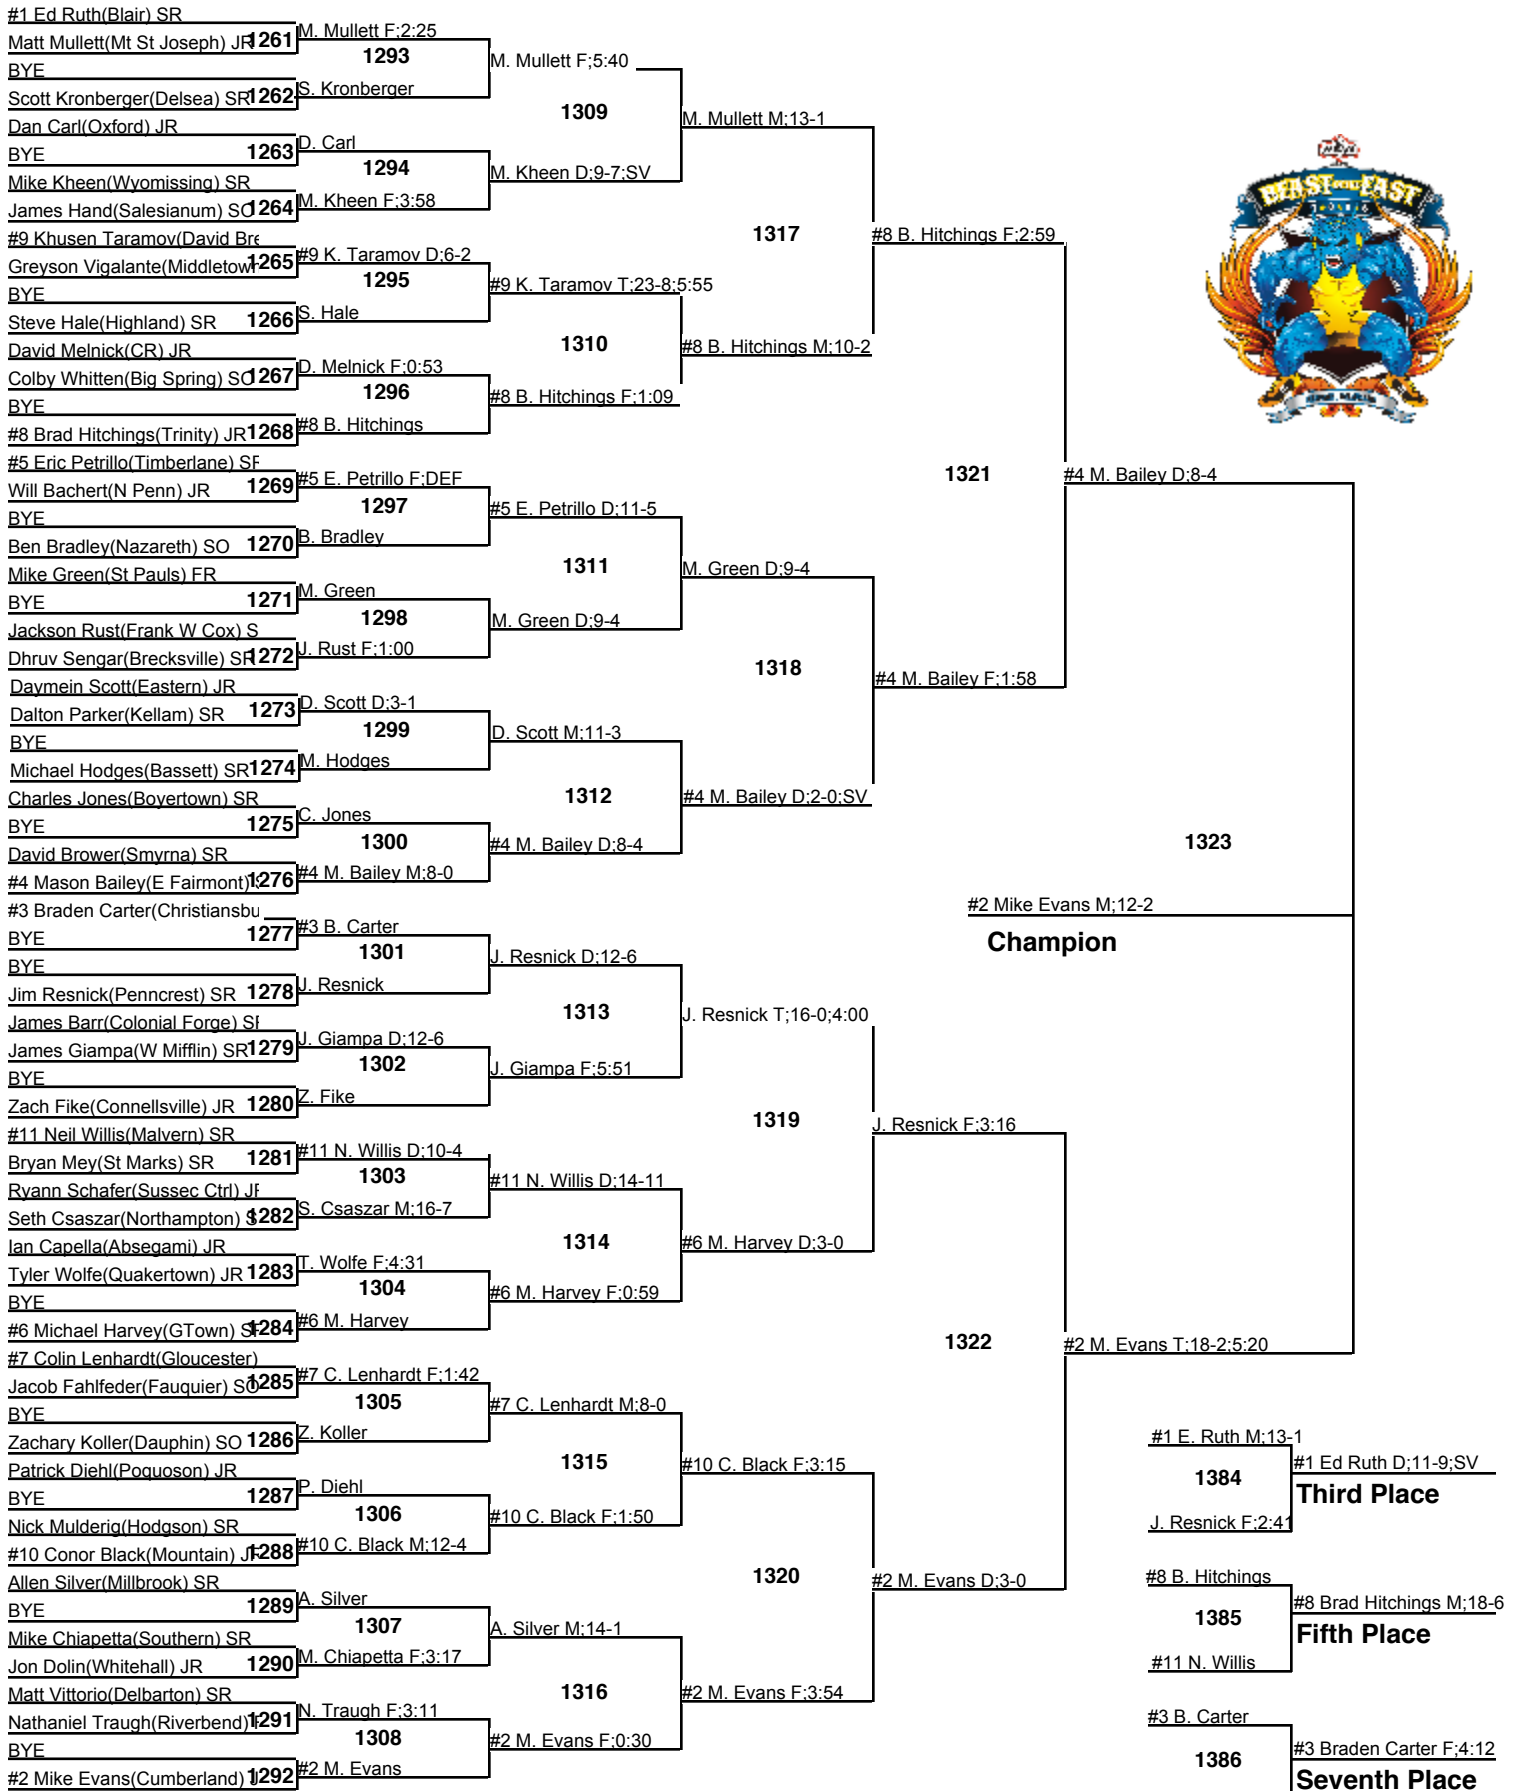 #1 Ed Ruth(Blair) SR
Matt Mullett(Mt St Joseph) JR
1261
BYE
Scott Kronberger(Delsea) SR
1262
Dan Carl(Oxford) JR
BYE
1263
Mike Kheen(Wyomissing) SR
James Hand(Salesianum) SO
1264
#9 Khusen Taramov(David Bre
Greyson Vigalante(Middletown
1265
BYE
Steve Hale(Highland) SR
1266
David Melnick(CR) JR
Colby Whitten(Big Spring) SO
1267
BYE
#8 Brad Hitchings(Trinity) JR
1268
#5 Eric Petrillo(Timberlane) SR
Will Bachert(N Penn) JR
1269
BYE
Ben Bradley(Nazareth) SO
1270
Mike Green(St Pauls) FR
BYE
1271
Jackson Rust(Frank W Cox) S
Dhruv Sengar(Brecksville) SR
1272
Daymein Scott(Eastern) JR
Dalton Parker(Kellam) SR
1273
BYE
Michael Hodges(Bassett) SR
1274
Charles Jones(Boyertown) SR
BYE
1275
David Brower(Smyrna) SR
#4 Mason Bailey(E Fairmont)
1276
#3 Braden Carter(Christiansbu
BYE
1277
BYE
Jim Resnick(Penncrest) SR
1278
James Barr(Colonial Forge) SR
James Giampa(W Mifflin) SR
1279
BYE
Zach Fike(Connellsville) JR
1280
#11 Neil Willis(Malvern) SR
Bryan Mey(St Marks) SR
1281
Ryann Schafer(Sussec Ctrl) JR
Seth Csaszar(Northampton) S
1282
Ian Capella(Absegami) JR
Tyler Wolfe(Quakertown) JR
1283
BYE
#6 Michael Harvey(GTown) SR
1284
#7 Colin Lenhardt(Gloucester)
Jacob Fahlfeder(Fauquier) SO
1285
BYE
Zachary Koller(Dauphin) SO
1286
Patrick Diehl(Poquoson) JR
BYE
1287
Nick Mulderig(Hodgson) SR
#10 Conor Black(Mountain) JR
1288
Allen Silver(Millbrook) SR
BYE
1289
Mike Chiapetta(Southern) SR
Jon Dolin(Whitehall) JR
1290
Matt Vittorio(Delbarton) SR
Nathaniel Traugh(Riverbend)
1291
BYE
#2 Mike Evans(Cumberland) J
1292
M. Mullett F;2:25
1293
S. Kronberger
D. Carl
1294
M. Kheen F;3:58
#9 K. Taramov D;6-2
1295
S. Hale
D. Melnick F;0:53
1296
#8 B. Hitchings
#5 E. Petrillo F;DEF
1297
B. Bradley
M. Green
1298
J. Rust F;1:00
D. Scott D;3-1
1299
M. Hodges
C. Jones
1300
#4 M. Bailey M;8-0
#3 B. Carter
1301
J. Resnick
J. Giampa D;12-6
1302
Z. Fike
#11 N. Willis D;10-4
1303
S. Csaszar M;16-7
T. Wolfe F;4:31
1304
#6 M. Harvey
#7 C. Lenhardt F;1:42
1305
Z. Koller
P. Diehl
1306
#10 C. Black M;12-4
A. Silver
1307
M. Chiapetta F;3:17
N. Traugh F;3:11
1308
#2 M. Evans
M. Mullett F;5:40
1309
M. Kheen D;9-7;SV
#9 K. Taramov T;23-8;5:55
1310
#8 B. Hitchings F;1:09
#5 E. Petrillo D;11-5
1311
M. Green D;9-4
D. Scott M;11-3
1312
#4 M. Bailey D;8-4
J. Resnick D;12-6
1313
J. Giampa F;5:51
#11 N. Willis D;14-11
1314
#6 M. Harvey F;0:59
#7 C. Lenhardt M;8-0
1315
#10 C. Black F;1:50
A. Silver M;14-1
1316
#2 M. Evans F;0:30
M. Mullett M;13-1
1317
#8 B. Hitchings M;10-2
M. Green D;9-4
1318
#4 M. Bailey D;2-0;SV
J. Resnick T;16-0;4:00
1319
#6 M. Harvey D;3-0
#10 C. Black F;3:15
1320
#2 M. Evans F;3:54
#8 B. Hitchings F;2:59
1321
#4 M. Bailey F;1:58
J. Resnick F;3:16
1322
#2 M. Evans D;3-0
#4 M. Bailey D;8-4
1323
#2 M. Evans T;18-2;5:20
#2 Mike Evans M;12-2
Champion
BEAST OF THE EAST
#1 E. Ruth M;13-1
1384
J. Resnick F;2:41
#1 Ed Ruth D;11-9;SV
Third Place
#8 B. Hitchings
1385
#11 N. Willis
#8 Brad Hitchings M;18-6
Fifth Place
#3 B. Carter
1386
#3 Braden Carter F;4:12
Seventh Place